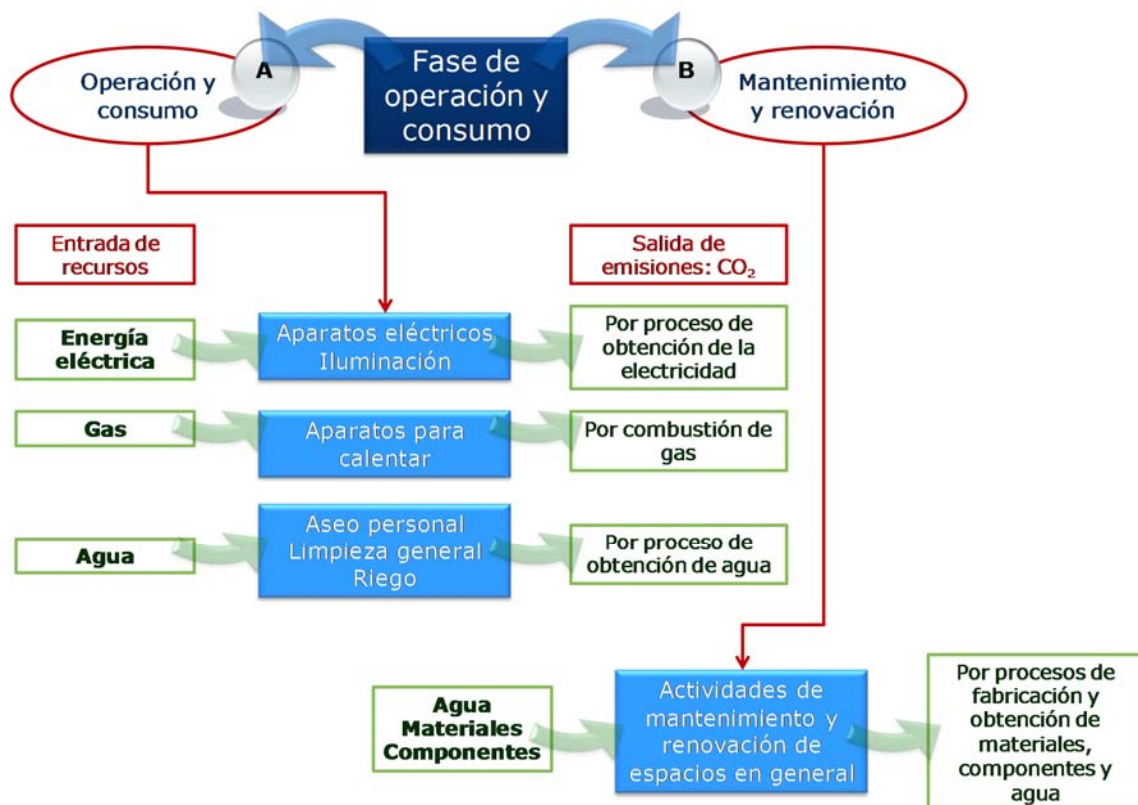 Fase de
operación y
consumo
A
Operación y
consumo
B
Mantenimiento
y renovación
Entrada de
recursos
Salida de
emisiones: CO₂
Energía
eléctrica
Aparatos eléctricos
Iluminación
Por proceso de
obtención de la
electricidad
Gas
Aparatos para
calentar
Por combustión de
gas
Agua
Aseo personal
Limpieza general
Riego
Por proceso de
obtención de agua
Agua
Materiales
Componentes
Actividades de
mantenimiento y
renovación de
espacios en general
Por procesos de
fabricación y
obtención de
materiales,
componentes y
agua